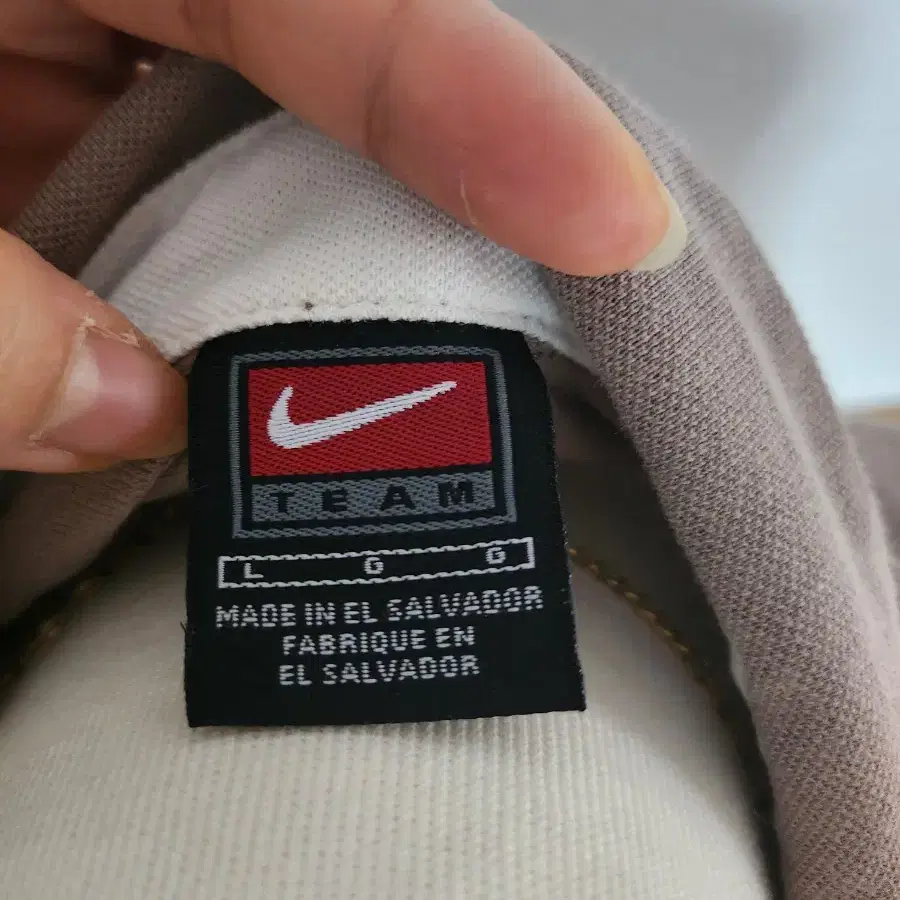 TEAM
L G G
MADE IN EL SALVADOR
FABRIQUE EN
EL SALVADOR